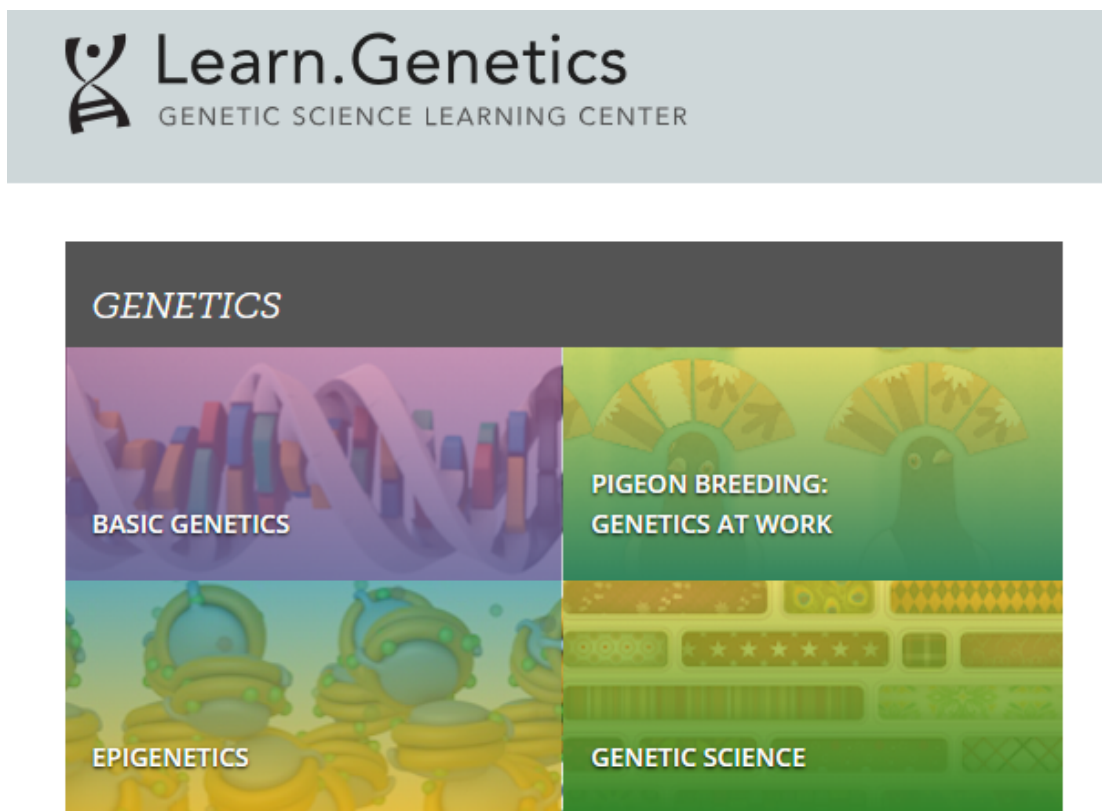 Learn.Genetics
GENETIC SCIENCE LEARNING CENTER
GENETICS
BASIC GENETICS
PIGEON BREEDING:
GENETICS AT WORK
EPIGENETICS
GENETIC SCIENCE